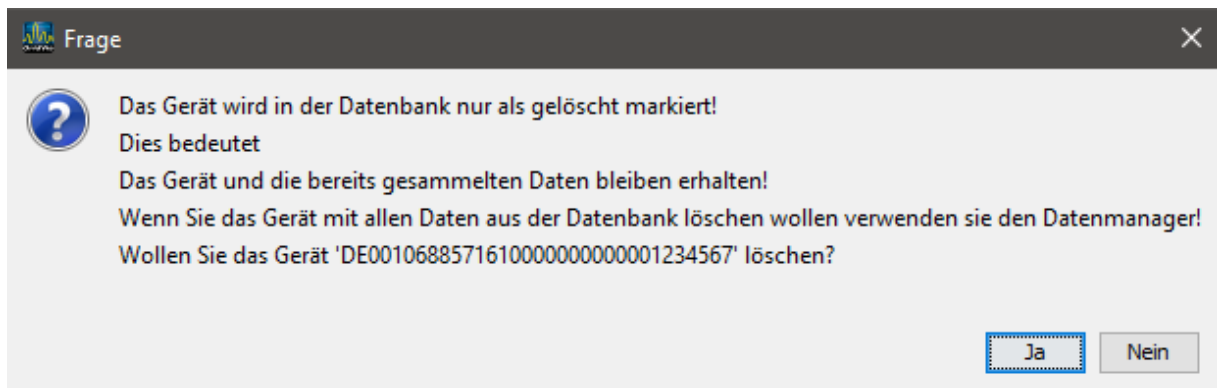 Frage
Das Gerät wird in der Datenbank nur als gelöscht markiert!
Dies bedeutet
Das Gerät und die bereits gesammelten Daten bleiben erhalten!
Wenn Sie das Gerät mit allen Daten aus der Datenbank löschen wollen verwenden sie den Datenmanager!
Wollen Sie das Gerät 'DE0010688571610000000000001234567' löschen?
Ja Nein